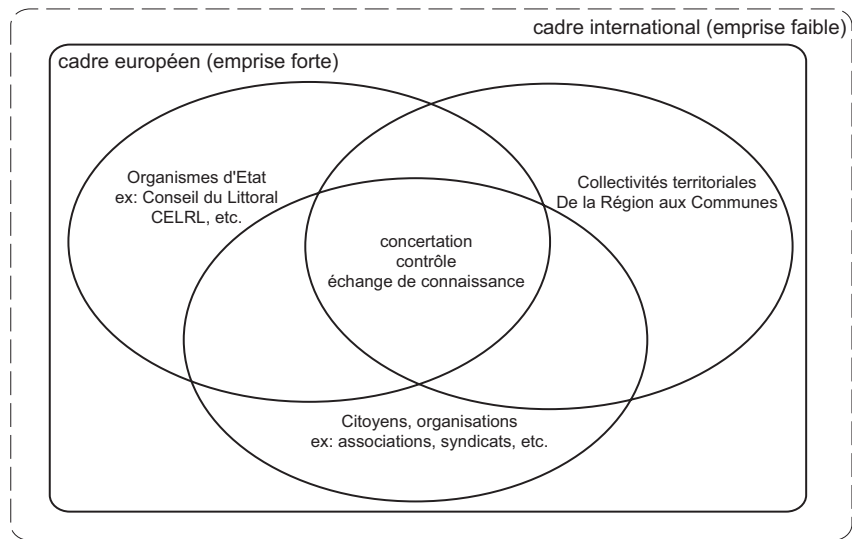 cadre international (emprise faible)
cadre européen (emprise forte)
Organismes d'Etat
ex: Conseil du Littoral
CELRL, etc.
Collectivités territoriales
De la Région aux Communes
concertation
contrôle
échange de connaissance
Citoyens, organisations
ex: associations, syndicats, etc.